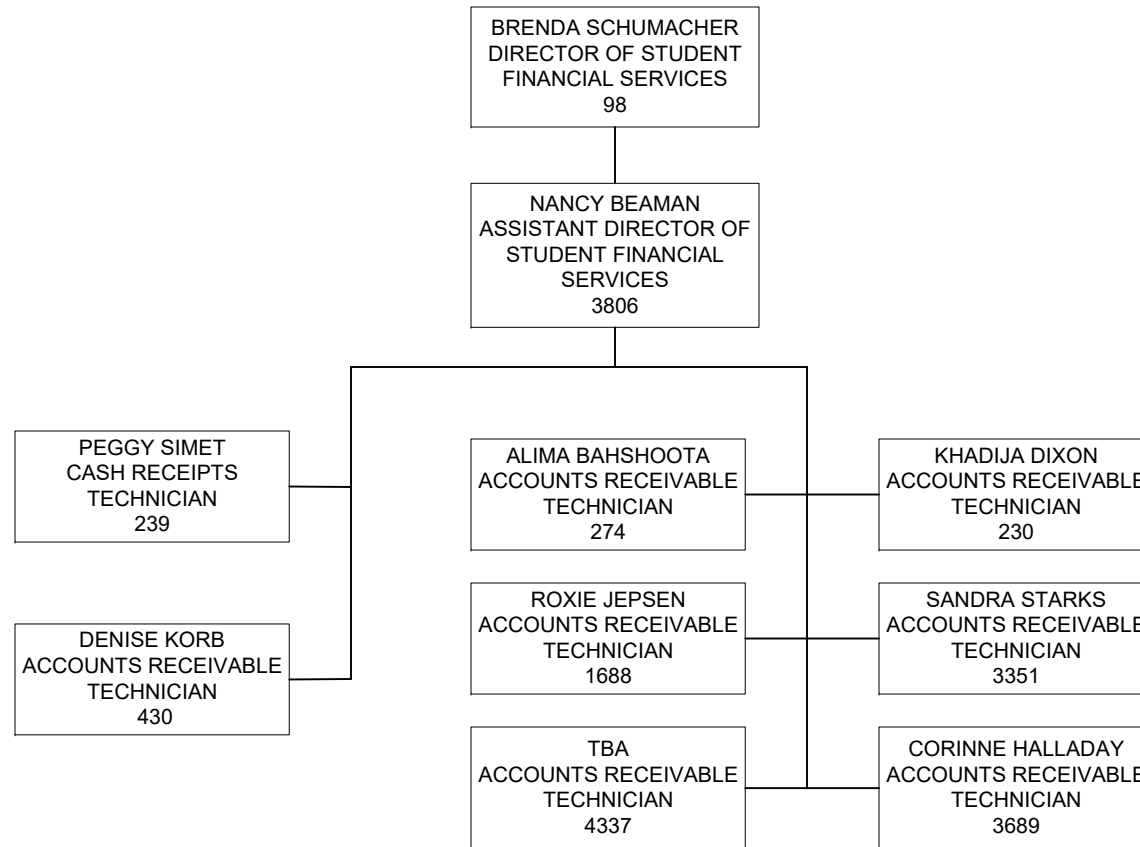 BRENDA SCHUMACHER
DIRECTOR OF STUDENT
FINANCIAL SERVICES
98
NANCY BEAMAN
ASSISTANT DIRECTOR OF
STUDENT FINANCIAL
SERVICES
3806
PEGGY SIMET
CASH RECEIPTS
TECHNICIAN
239
DENISE KORB
ACCOUNTS RECEIVABLE
TECHNICIAN
430
ALIMA BAHSHOOTA
ACCOUNTS RECEIVABLE
TECHNICIAN
274
KHADIJA DIXON
ACCOUNTS RECEIVABLE
TECHNICIAN
230
ROXIE JEPSEN
ACCOUNTS RECEIVABLE
TECHNICIAN
1688
SANDRA STARKS
ACCOUNTS RECEIVABLE
TECHNICIAN
3351
TBA
ACCOUNTS RECEIVABLE
TECHNICIAN
4337
CORINNE HALLADAY
ACCOUNTS RECEIVABLE
TECHNICIAN
3689